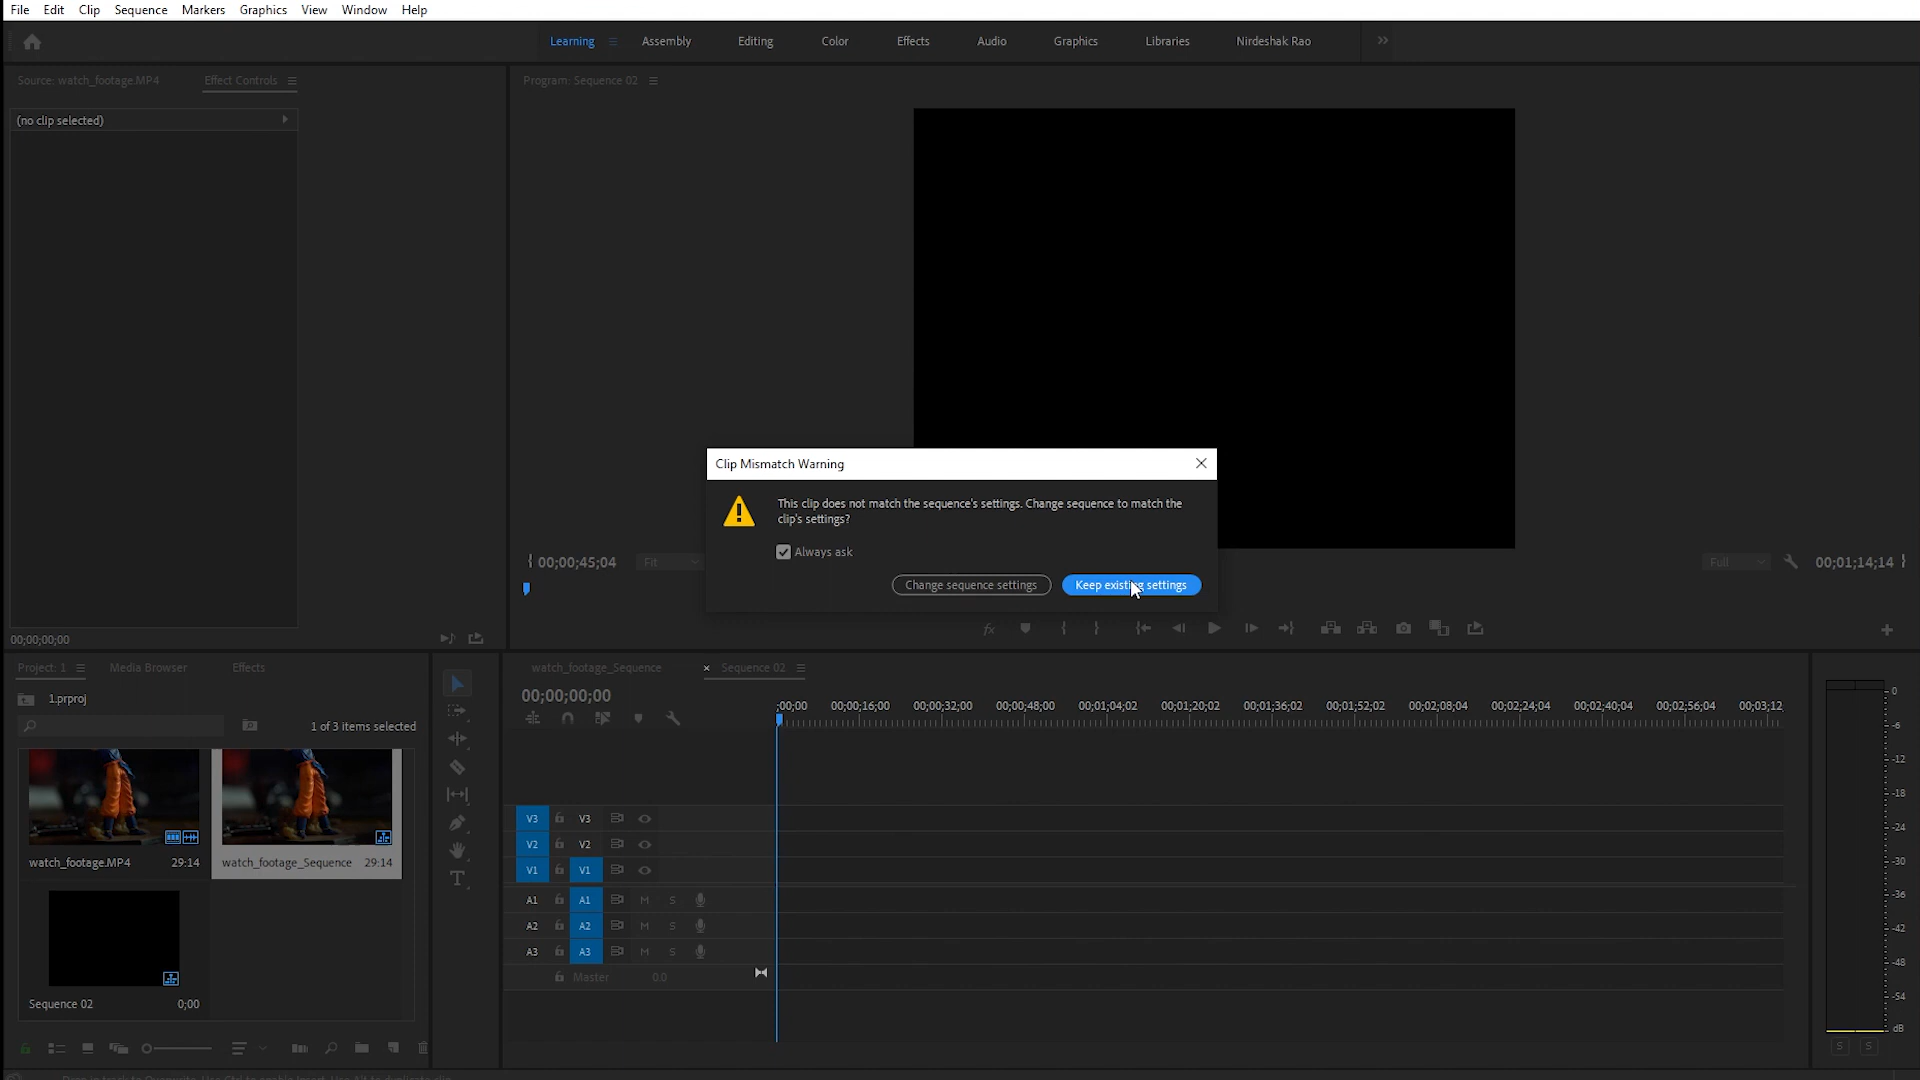 File Edit Clip Sequence Markers Graphics View Window Help
Learning Assembly Editing Color Effects Audio Graphics Libraries Nirdeshak Rao
Source: watch_footage.MP4 Effect Controls
Program: Sequence 02
(no clip selected)
Clip Mismatch Warning
This clip does not match the sequence's settings. Change sequence to match the
clip's settings?
Always ask
Change sequence settings Keep existing settings
00;00;45;04 Fit Full 00;01;14;14
00;00;00;00
Project: 1 Media Browser Effects
1.prproj
1 of 3 items selected
watch_footage.MP4 29:14
watch_footage_Sequence 29:14
Sequence 02 0;00
watch_footage_Sequence × Sequence 02
00;00;00;00
;00;00 00;00;16;00 00;00;32;00 00;00;48;00 00;01;04;02 00;01;20;02 00;01;36;02 00;01;52;02 00;02;08;04 00;02;24;04 00;02;40;04 00;02;56;04 00;03;12
V3 V3
V2 V2
V1 V1
A1 A1 M S
A2 A2 M S
A3 A3 M S
Master 0.0
0
-6
-12
-18
-24
-30
-36
-42
-48
-54
dB
S S